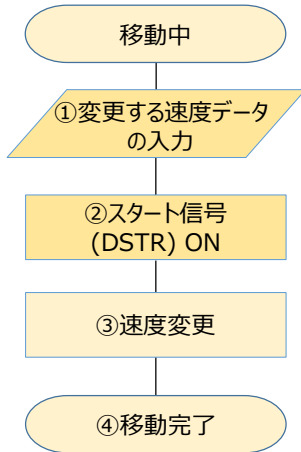 移動中
①変更する速度データ
の入力
②スタート信号
(DSTR) ON
③速度変更
④移動完了